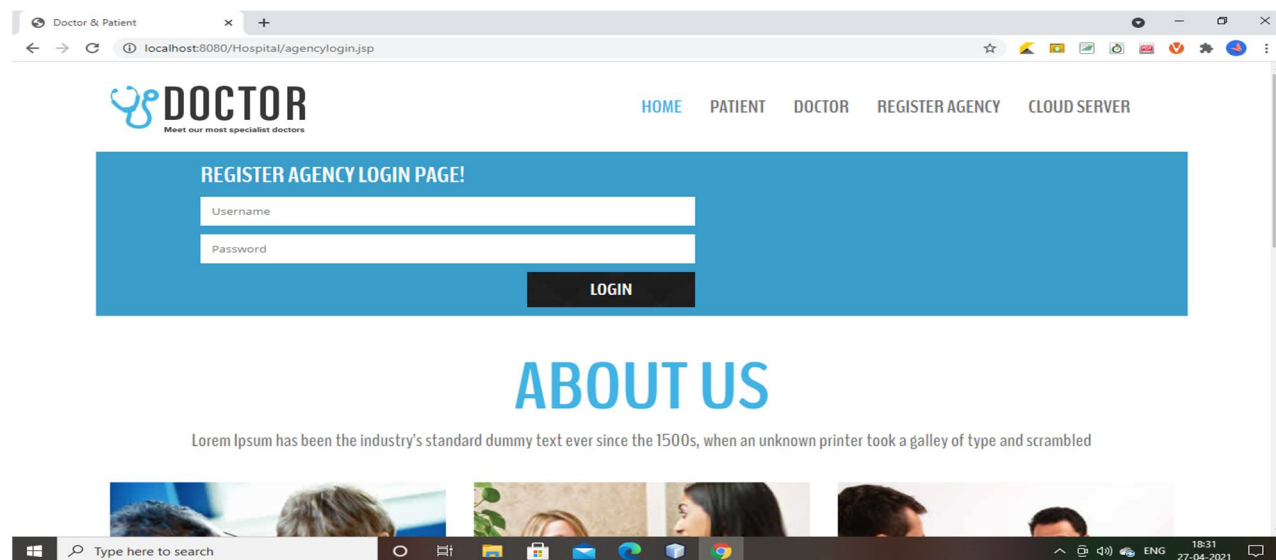 Doctor & Patient
localhost:8080/Hospital/agencylogin.jsp
DOCTOR
Meet our most specialist doctors
HOME PATIENT DOCTOR REGISTER AGENCY CLOUD SERVER
REGISTER AGENCY LOGIN PAGE!
Username
Password
LOGIN
ABOUT US
Lorem Ipsum has been the industry's standard dummy text ever since the 1500s, when an unknown printer took a galley of type and scrambled
Type here to search
ENG
18:31
27-04-2021